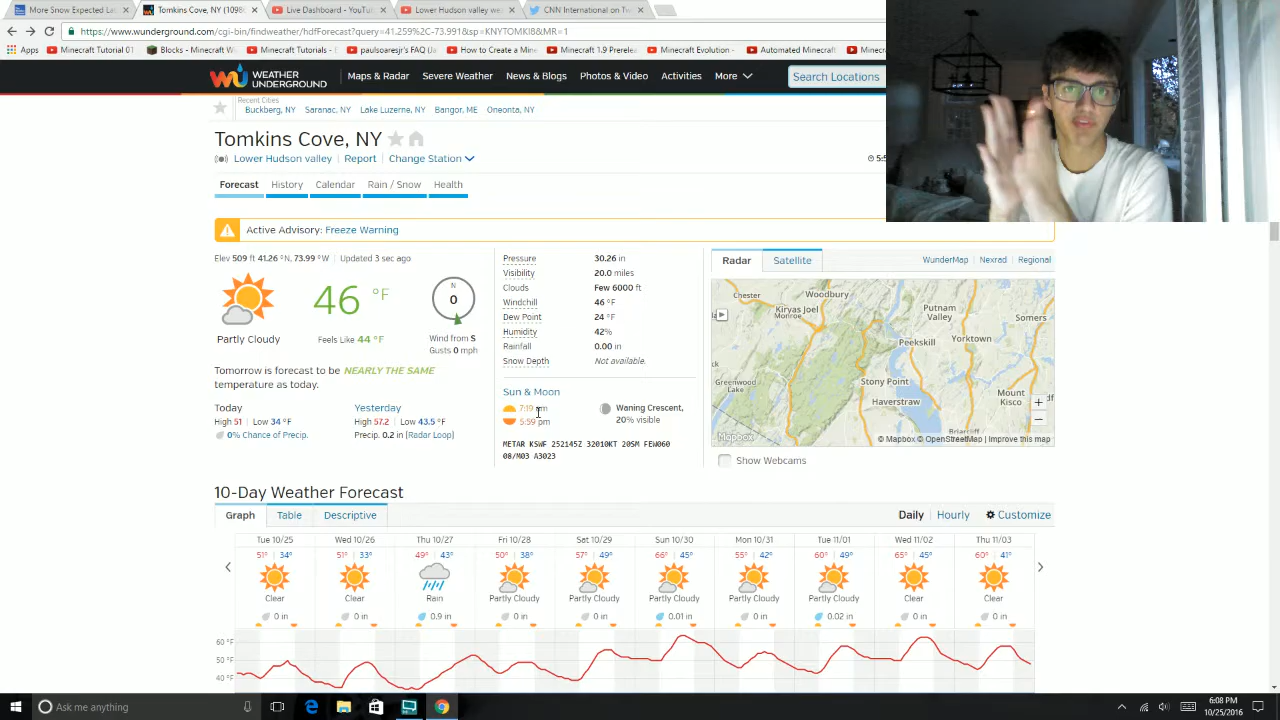 More Snow Expected Lat
Tomkins Cove, NY (1098
Live Dashboard - YouTub
Lower Hudson valley we
CNN International on Tw
https://www.wunderground.com/cgi-bin/findweather/hdfForecast?query=41.259%2C-73.991&sp=KNYTOMKI8&MR=1
Apps Minecraft Tutorial 01 Blocks - Minecraft W paulsoaresjr - YouTub How to Create a Mine Minecraft 1.9 Prerelea Minecraft Evolution - Automated Minecraft
WEATHER UNDERGROUND
Maps & Radar Severe Weather News & Blogs Photos & Video Activities More Search Locations
Recent Cities
Buckberg, NY Saranac, NY Lake Luzerne, NY Bangor, ME Oneonta, NY
Tomkins Cove, NY
Lower Hudson valley Report Change Station
Forecast History Calendar Rain / Snow Health
Active Advisory: Freeze Warning
Elev 509 ft 41.26 °N, 73.99 °W Updated 3 sec ago
46 °F
N
0
Partly Cloudy
Feels Like 44 °F
Wind from S
Gusts 0 mph
Tomorrow is forecast to be NEARLY THE SAME
temperature as today.
Today
High 51 Low 34 °F
0% Chance of Precip.
Yesterday
High 57.2 Low 43.5 °F
Precip. 0.2 in [Radar Loop]
Pressure 30.26 in
Visibility 20.0 miles
Clouds Few 6000 ft
Windchill 46 °F
Dew Point 24 °F
Humidity 42%
Rainfall 0.00 in
Snow Depth Not available.
Sun & Moon
7:19
5:59 pm
Waning Crescent,
20% visible
METAR KSWF 252145Z 32010KT 20SM FEW060
08/M03 A3023
Radar Satellite WunderMap Nexrad Regional
Chester
Woodbury
Kiryas Joel
Monroe
Putnam
Valley
Somers
Peekskill
Yorktown
Greenwood
Lake
Stony Point
Haverstraw
Mount
Kisco
Warwick
Mapbox
© Mapbox © OpenStreetMap | Improve this map
Show Webcams
10-Day Weather Forecast
Graph Table Descriptive Daily Hourly Customize
Tue 10/25 Wed 10/26 Thu 10/27 Fri 10/28 Sat 10/29 Sun 10/30 Mon 10/31 Tue 11/01 Wed 11/02 Thu 11/03
51° | 34° 51° | 33° 49° | 43° 50° | 38° 57° | 49° 66° | 45° 55° | 42° 60° | 49° 65° | 45° 60° | 41°
Clear Clear Rain Partly Cloudy Partly Cloudy Partly Cloudy Partly Cloudy Partly Cloudy Clear Clear
0 in 0 in 0.9 in 0 in 0 in 0.01 in 0 in 0.02 in 0 in 0 in
60 °F
50 °F
40 °F
Ask me anything
6:08 PM
10/25/2016